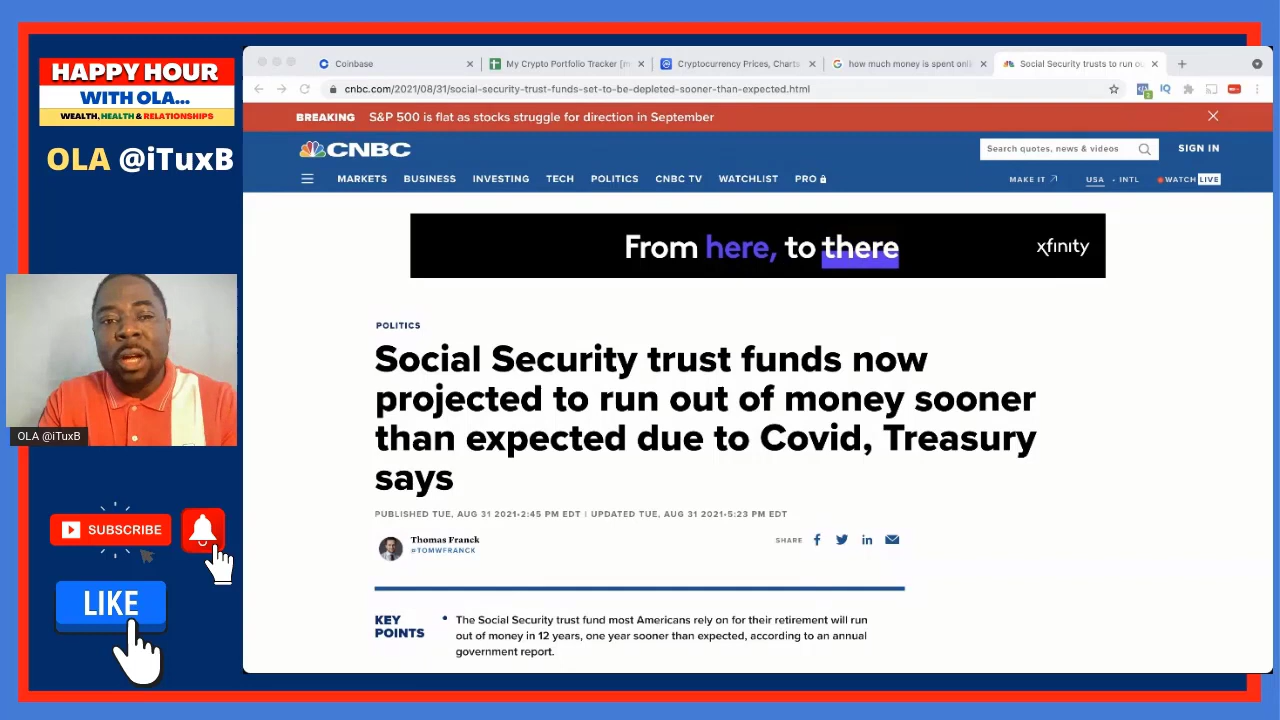 HAPPY HOUR
WITH OLA...
WEALTH, HEALTH & RELATIONSHIPS
OLA @iTuxB
OLA @iTuxB
SUBSCRIBE
LIKE
Coinbase
My Crypto Portfolio Tracker
Cryptocurrency Prices, Charts
how much money is spent onli
Social Security trusts to run o
cnbc.com/2021/08/31/social-security-trust-funds-set-to-be-depleted-sooner-than-expected.html
BREAKING S&P 500 is flat as stocks struggle for direction in September
CNBC
Search quotes, news & videos
SIGN IN
MARKETS BUSINESS INVESTING TECH POLITICS CNBC TV WATCHLIST PRO
MAKE IT USA • INTL WATCH LIVE
From here, to there
xfinity
POLITICS
Social Security trust funds now
projected to run out of money sooner
than expected due to Covid, Treasury
says
PUBLISHED TUE, AUG 31 2021•2:45 PM EDT | UPDATED TUE, AUG 31 2021•5:23 PM EDT
Thomas Franck
@TOMWFRANCK
SHARE
KEY
POINTS
• The Social Security trust fund most Americans rely on for their retirement will run
out of money in 12 years, one year sooner than expected, according to an annual
government report.